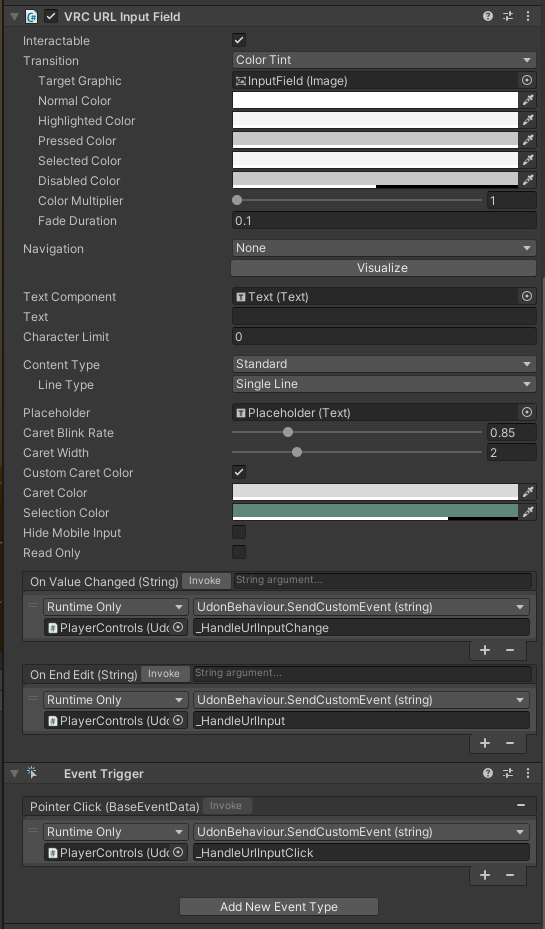 VRC URL Input Field
Interactable
Transition Color Tint
Target Graphic InputField (Image)
Normal Color
Highlighted Color
Pressed Color
Selected Color
Disabled Color
Color Multiplier 1
Fade Duration 0.1
Navigation None
Visualize
Text Component Text (Text)
Text
Character Limit 0
Content Type Standard
Line Type Single Line
Placeholder Placeholder (Text)
Caret Blink Rate 0.85
Caret Width 2
Custom Caret Color
Caret Color
Selection Color
Hide Mobile Input
Read Only
On Value Changed (String) Invoke String argument...
Runtime Only UdonBehaviour.SendCustomEvent (string)
PlayerControls (Udo _HandleUrlInputChange
On End Edit (String) Invoke String argument...
Runtime Only UdonBehaviour.SendCustomEvent (string)
PlayerControls (Udo _HandleUrlInput
Event Trigger
Pointer Click (BaseEventData) Invoke
Runtime Only UdonBehaviour.SendCustomEvent (string)
PlayerControls (Udo _HandleUrlInputClick
Add New Event Type